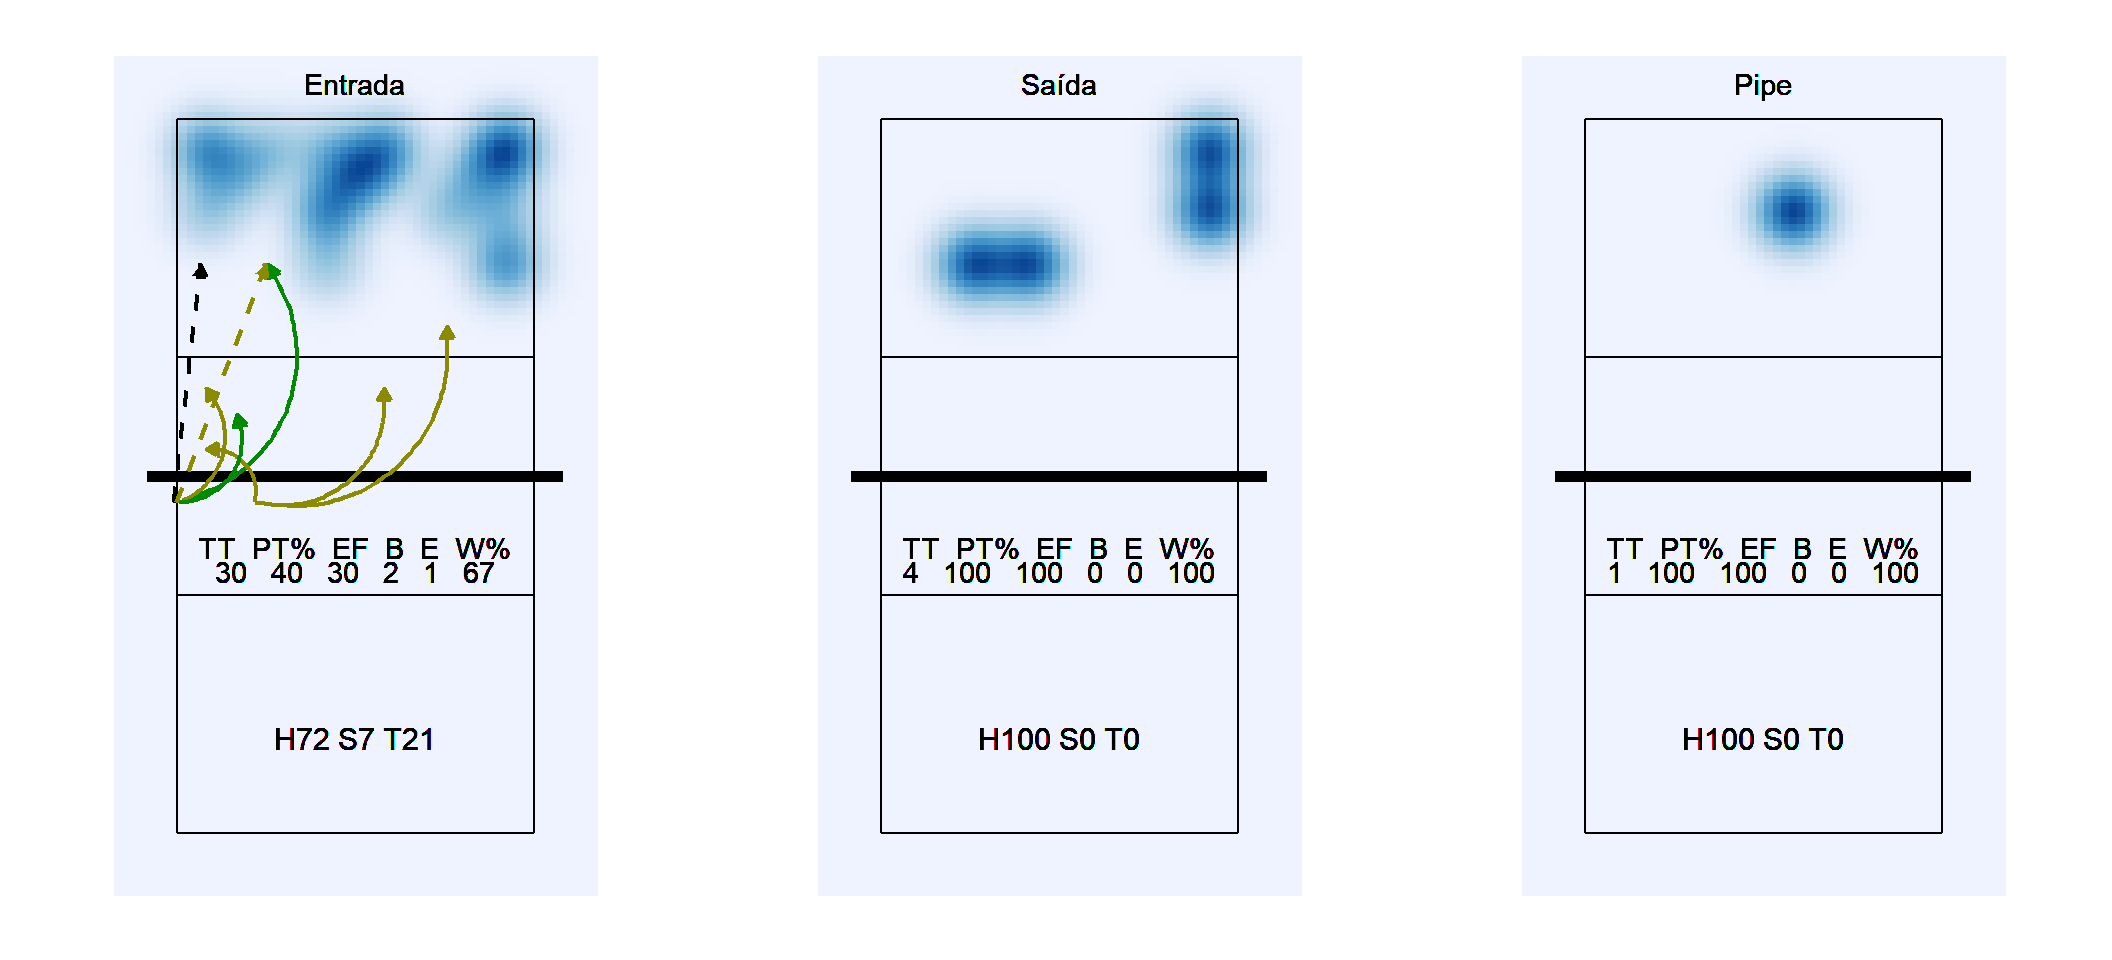 Entrada
TT PT% EF B E W%
30 40 30 2 1 67
H72 S7 T21
Saída
TT PT% EF B E W%
4 100 100 0 0 100
H100 S0 T0
Pipe
TT PT% EF B E W%
1 100 100 0 0 100
H100 S0 T0